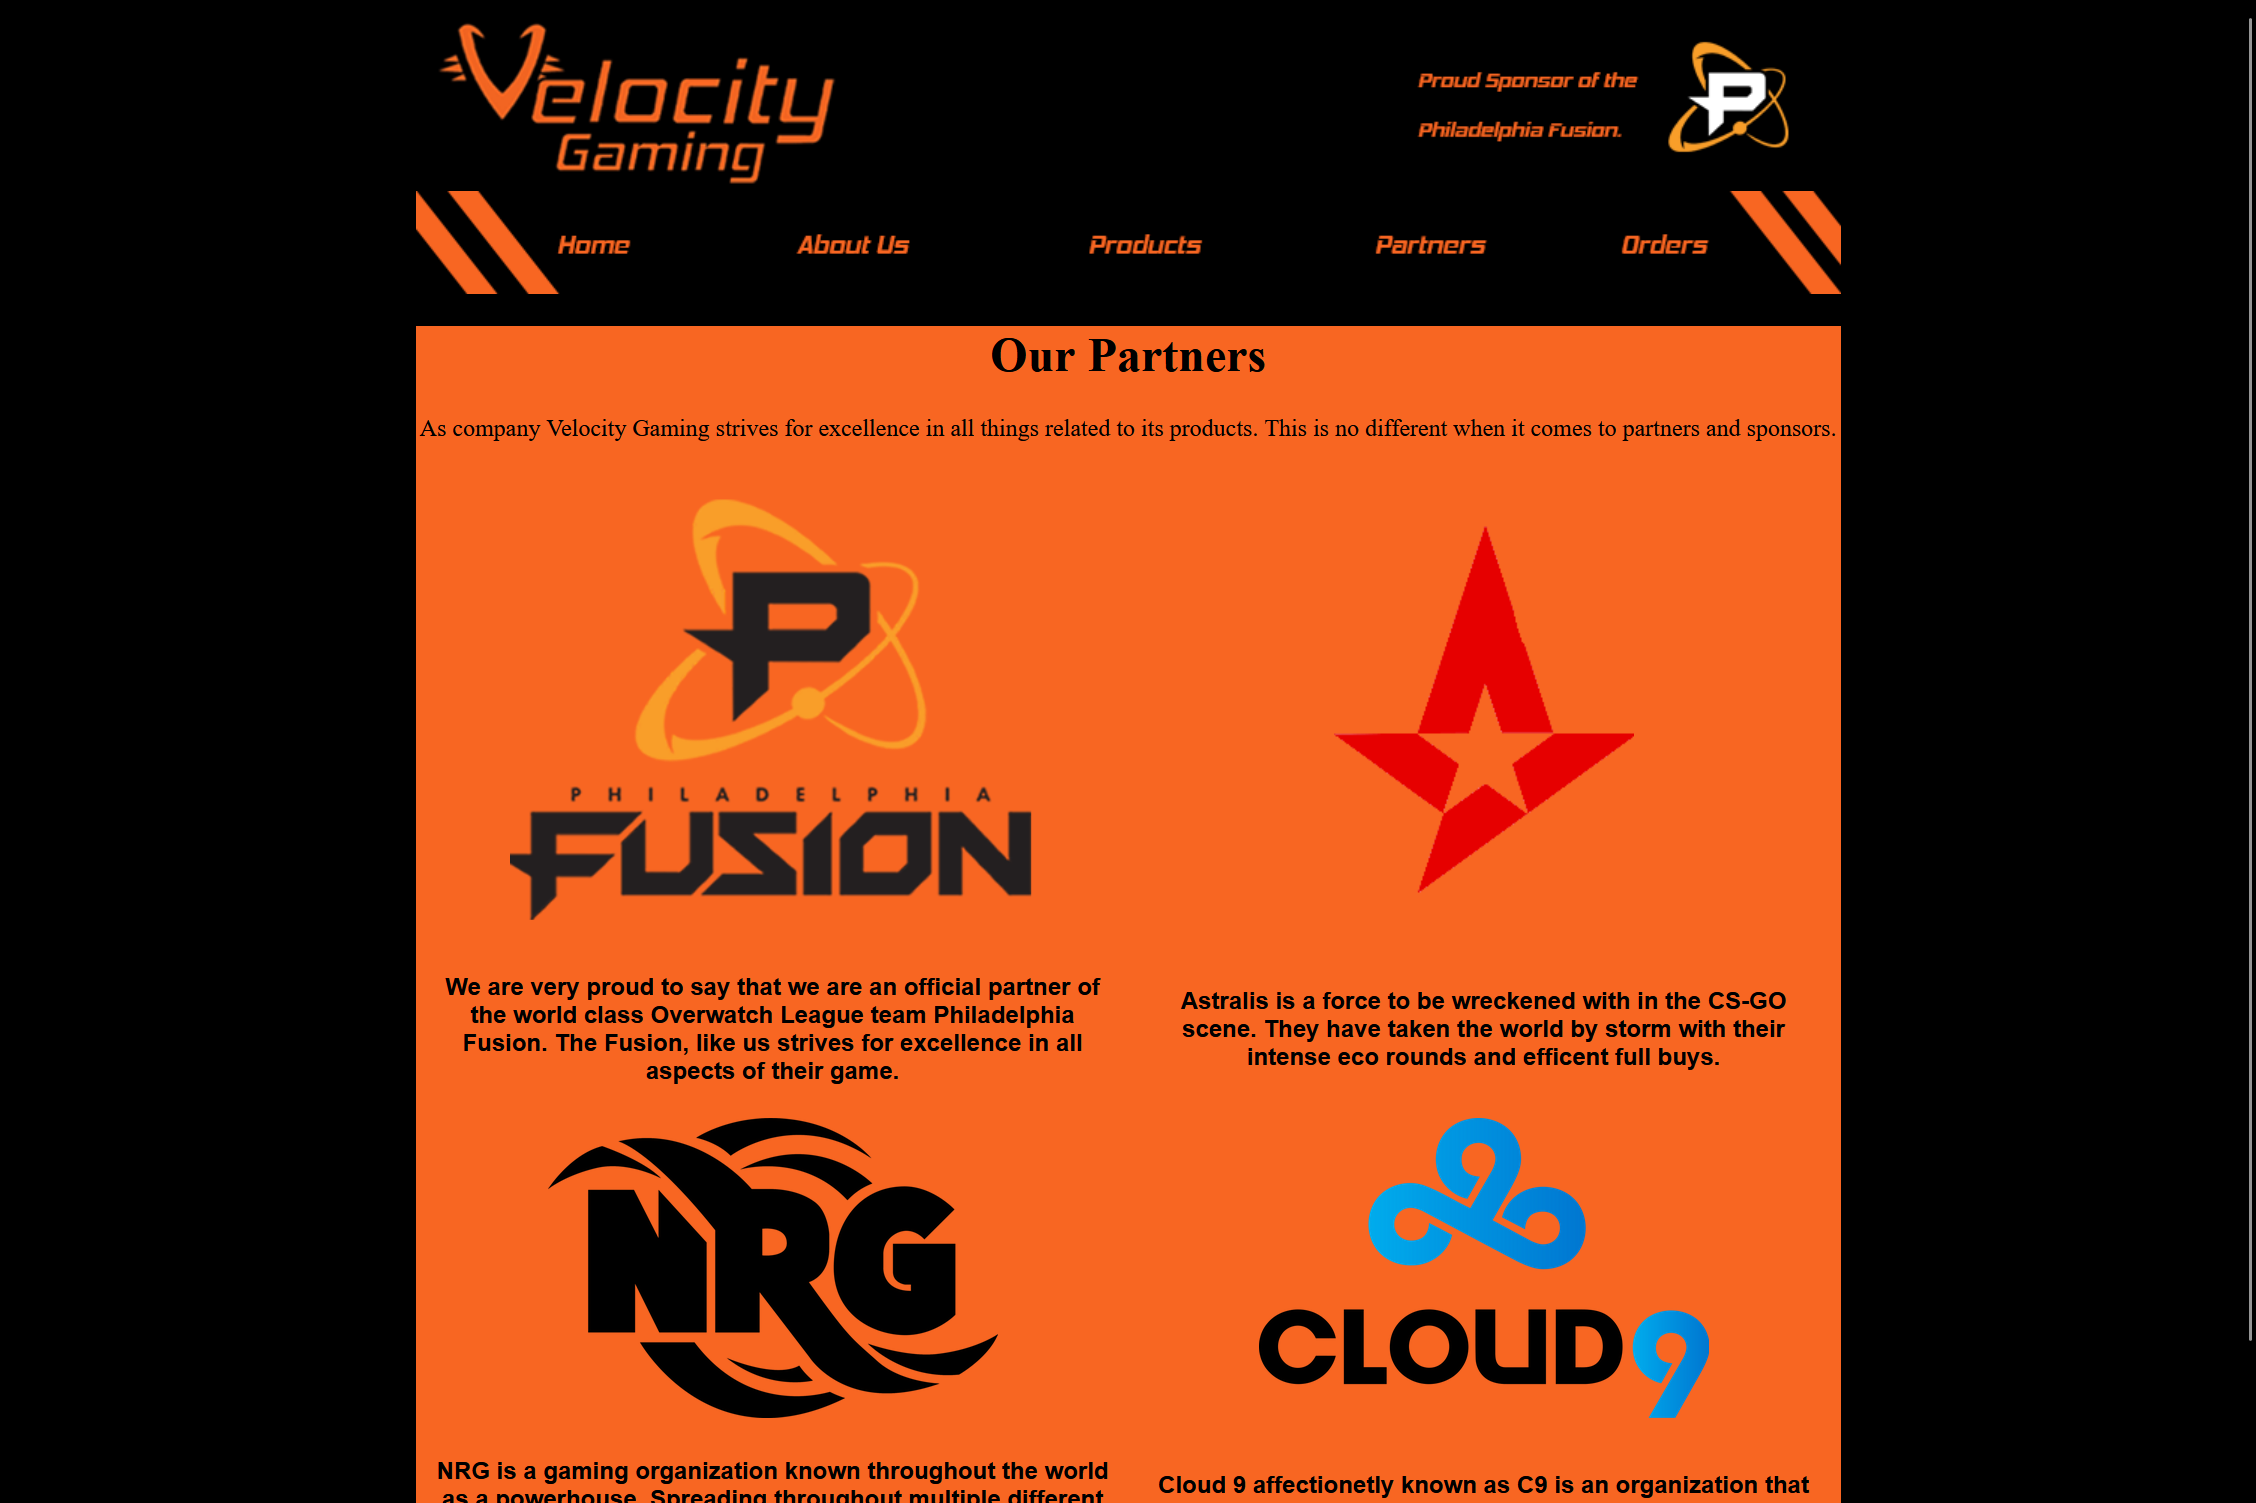 Velocity
Gaming
Proud Sponsor of the
Philadelphia Fusion.
P
Home
About Us
Products
Partners
Orders
Our Partners
As company Velocity Gaming strives for excellence in all things related to its products. This is no different when it comes to partners and sponsors.
P
PHILADELPHIA
FUSION
We are very proud to say that we are an official partner of
the world class Overwatch League team Philadelphia
Fusion. The Fusion, like us strives for excellence in all
aspects of their game.
Astralis is a force to be wreckened with in the CS-GO
scene. They have taken the world by storm with their
intense eco rounds and efficent full buys.
NRG
CLOUD9
NRG is a gaming organization known throughout the world
as a powerhouse. Spreading throughout multiple different
Cloud 9 affectionetly known as C9 is an organization that